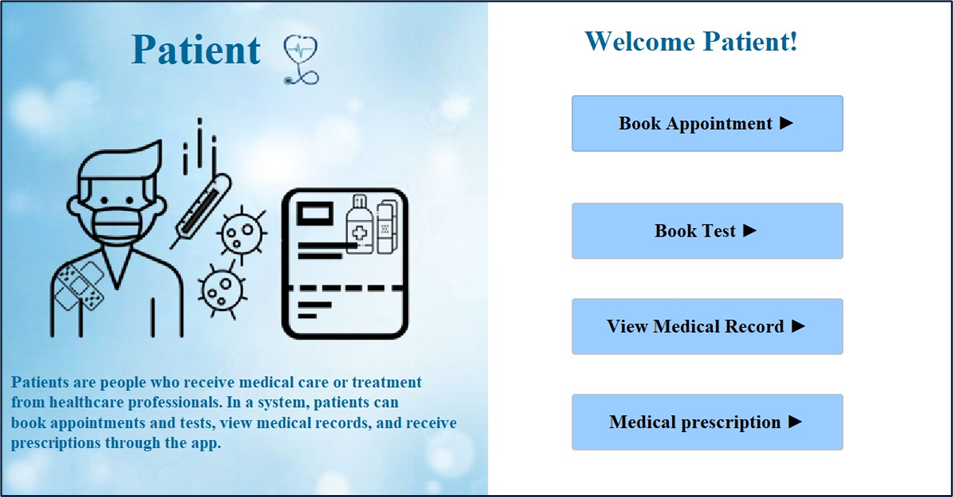 Patient
Patients are people who receive medical care or treatment
from healthcare professionals. In a system, patients can
book appointments and tests, view medical records, and receive
prescriptions through the app.
Welcome Patient!
Book Appointment ►
Book Test ►
View Medical Record ►
Medical prescription ►